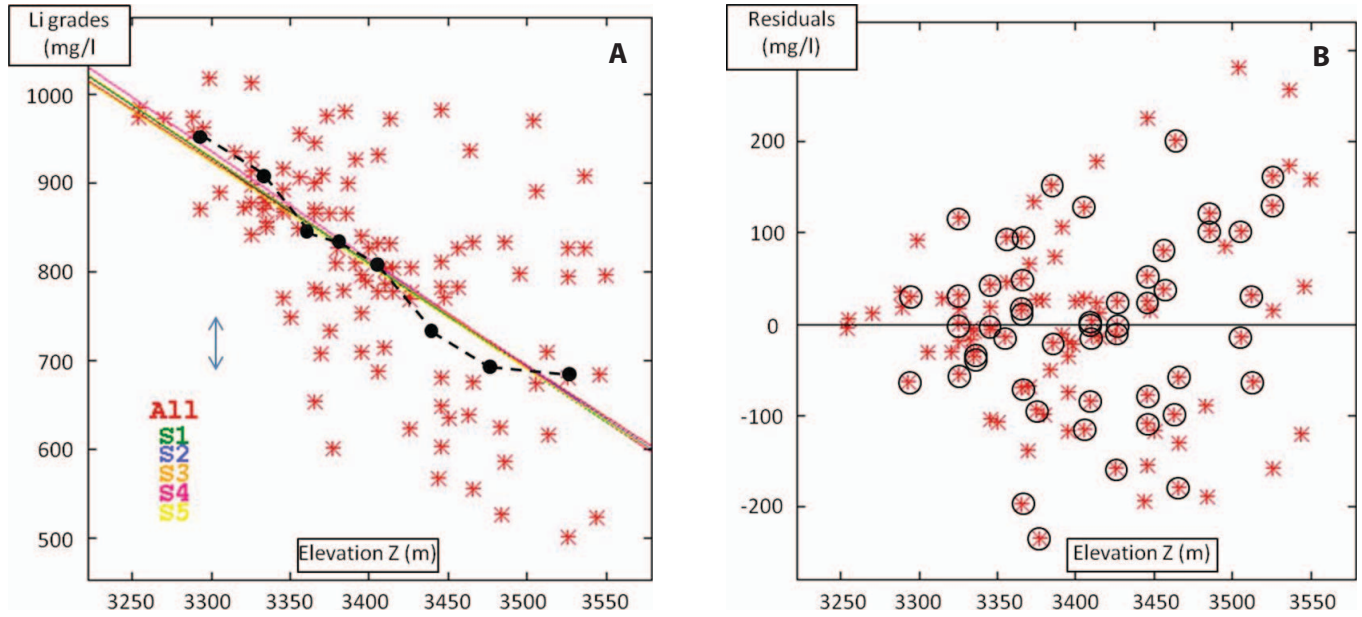 Li grades
(mg/l
A
1000
900
800
700
600
500
All
S1
S2
S3
S4
S5
Elevation Z (m)
3250 3300 3350 3400 3450 3500 3550
Residuals
(mg/l)
B
200
100
0
-100
-200
Elevation Z (m)
3250 3300 3350 3400 3450 3500 3550